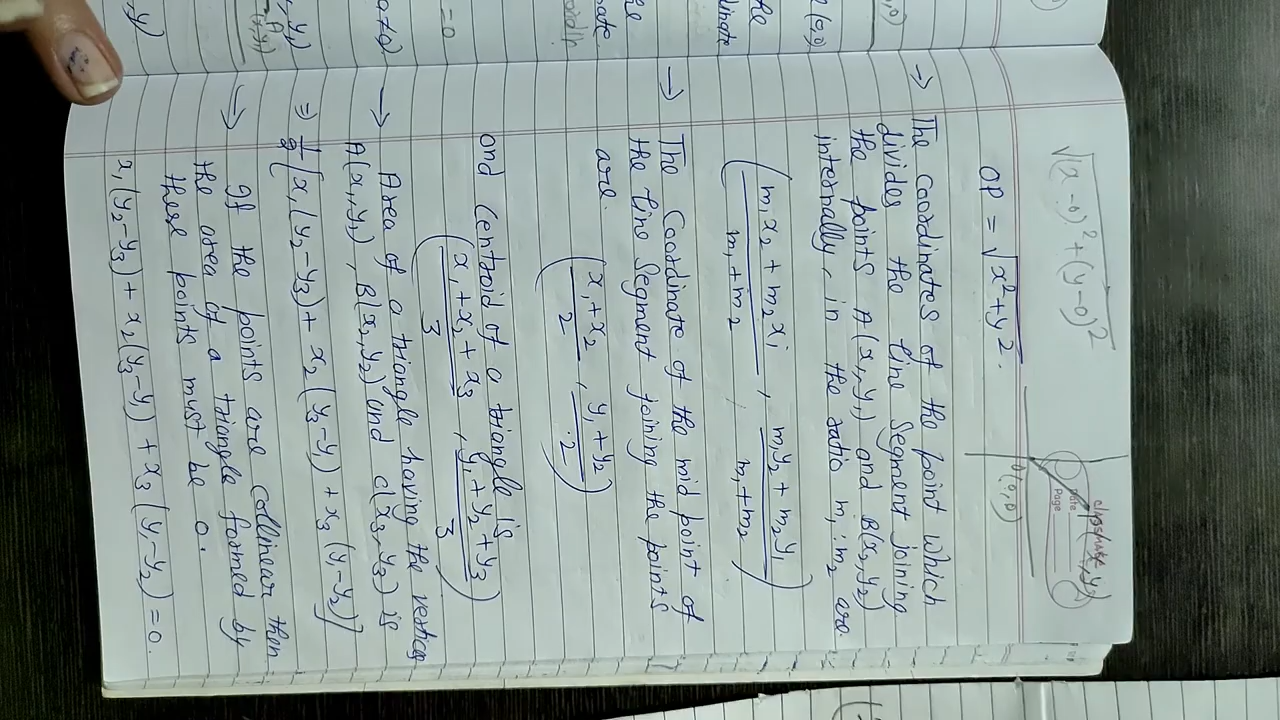 classmate
Date
Page
P(x,y)
O(0,0)
√(x-0)²+(y-0)²
OP = √x²+y².
→ The coordinates of the point which
divides the line segment joining
the points A(x₁,y₁) and B(x₂,y₂)
internally, in the ratio m₁:m₂ are
(m₁x₂ + m₂x₁ / m₁+m₂ , m₁y₂ + m₂y₁ / m₁+m₂)
→ The Coordinate of the mid point of
the line segment joining the points
are.
(x₁+x₂ / 2 , y₁+y₂ / 2)
and Centroid of a triangle is
(x₁+x₂+x₃ / 3 , y₁+y₂+y₃ / 3)
→ Area of a triangle having the vertices
A(x₁,y₁), B(x₂,y₂) and C(x₃,y₃) is
⇒ 1/2 [x₁(y₂-y₃)+ x₂(y₃-y₁) + x₃(y₁-y₂)]
→ If the points are collinear then
the area of a triangle formed by
these points must be 0.
x₁(y₂-y₃)+ x₂(y₃-y₁) + x₃(y₁-y₂) = 0.